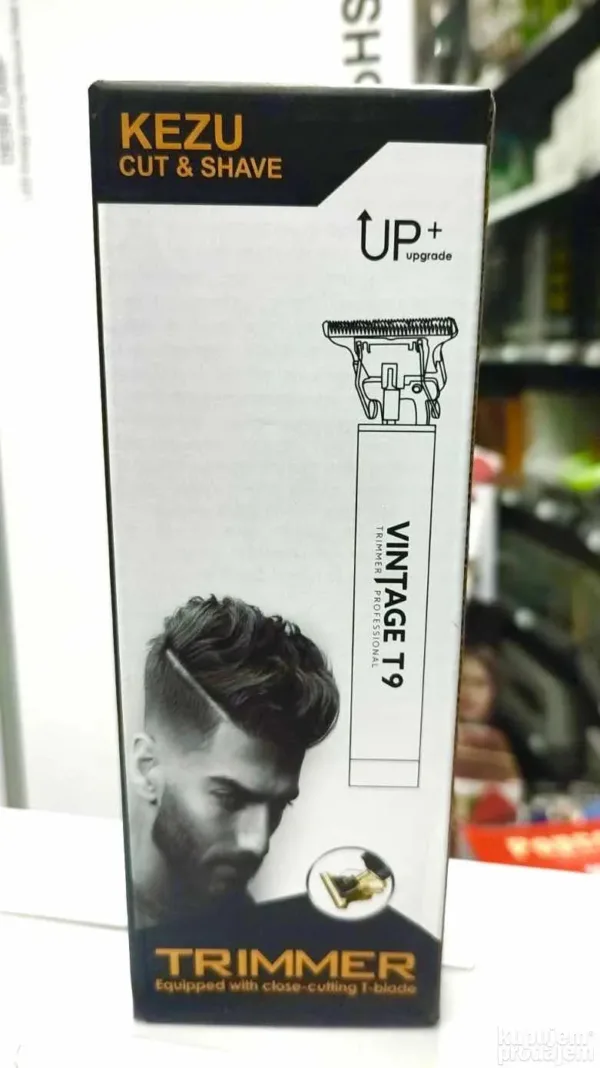 KEZU
CUT & SHAVE
UP+
upgrade
VINTAGE T9
TRIMMER PROFESSIONAL
TRIMMER
Equipped with close-cutting T-blade
kupujem
prodajem